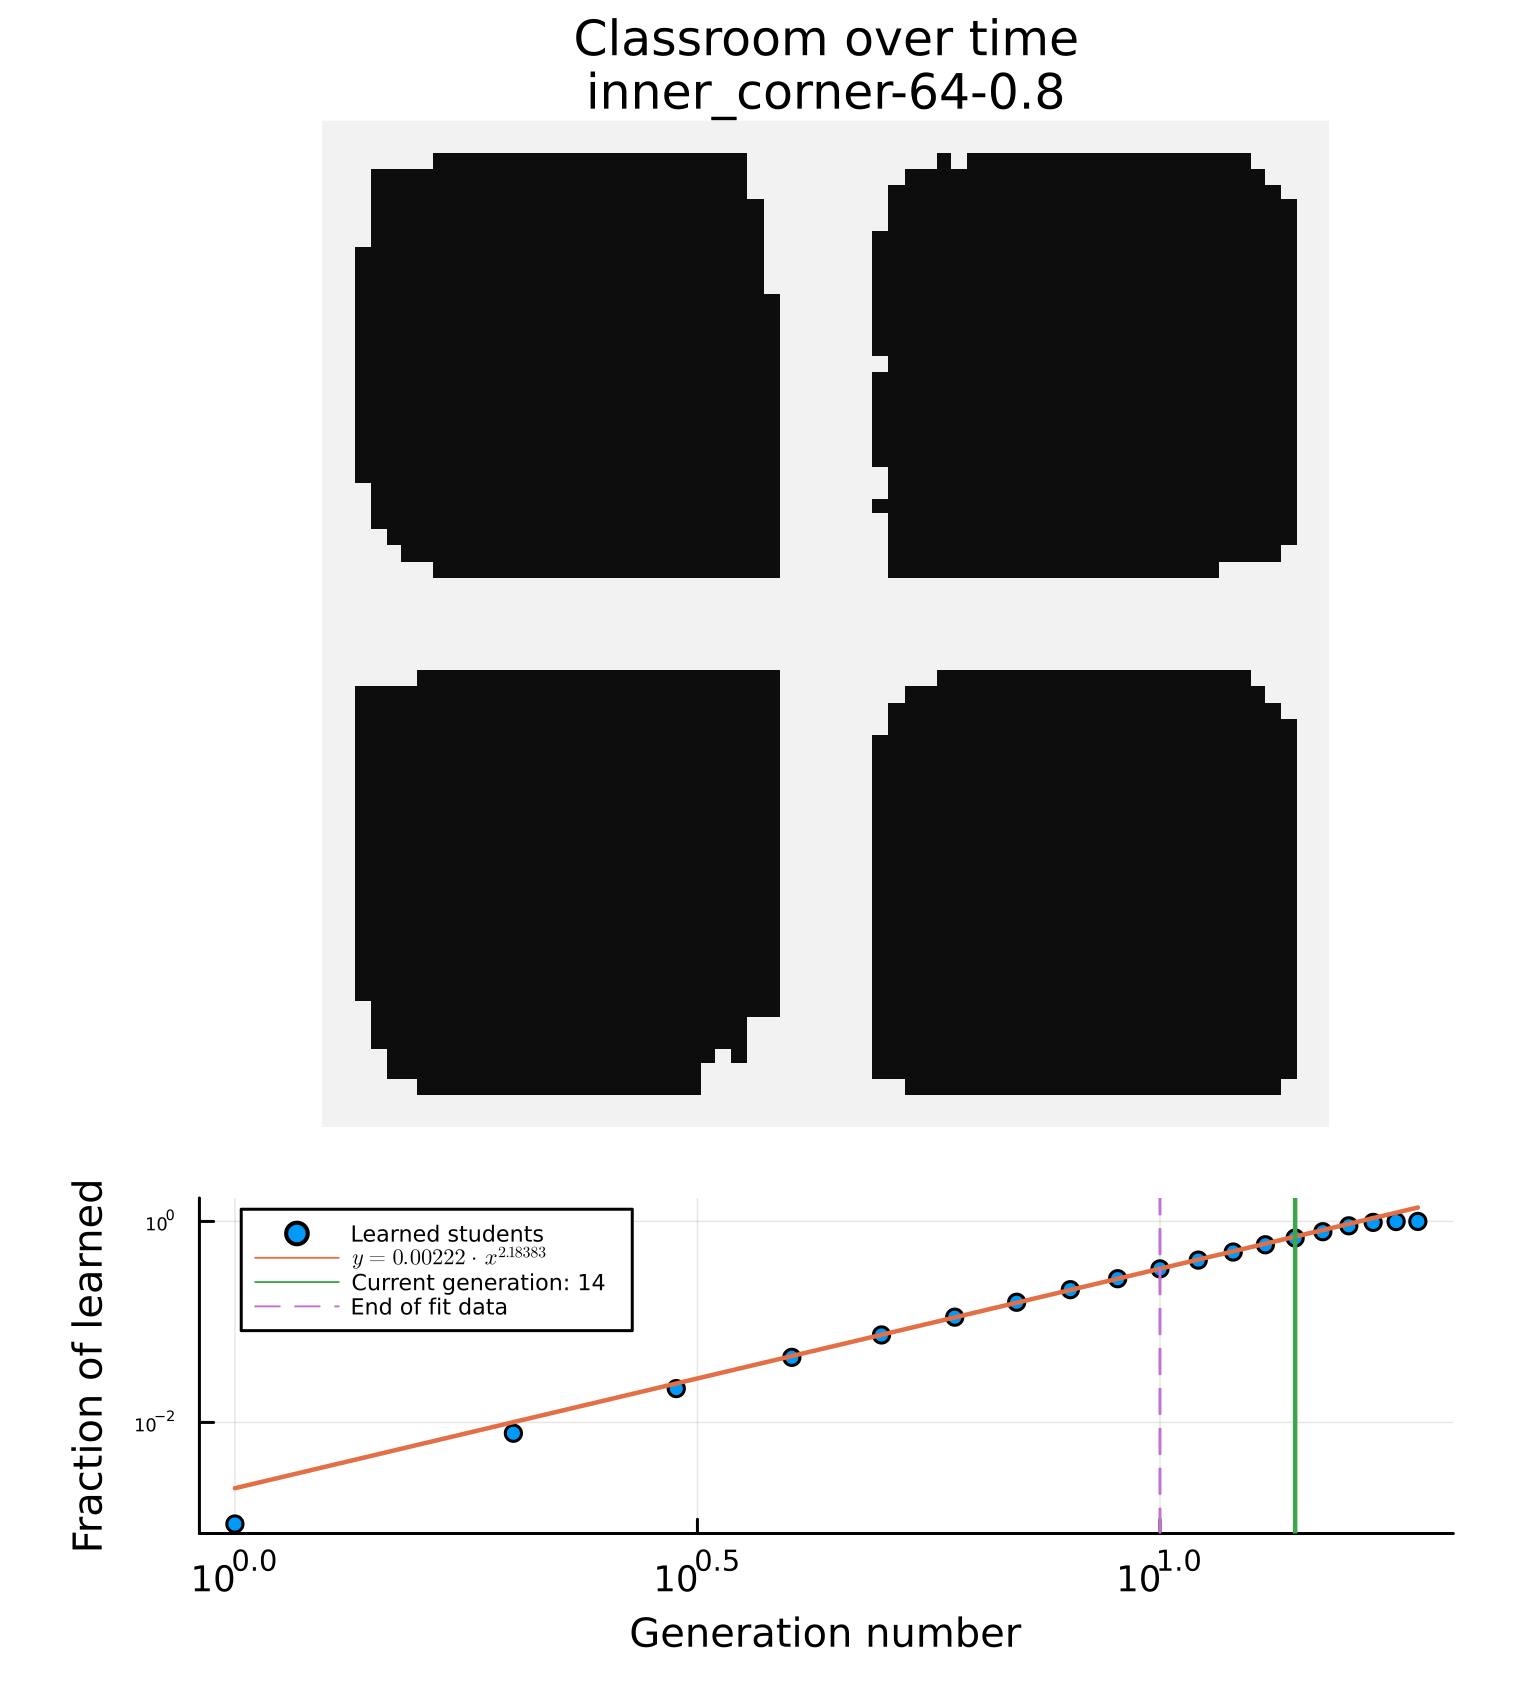 Classroom over time
inner_corner-64-0.8
Fraction of learned
10^0
10^−2
Learned students
y = 0.00222 · x^2.18383
Current generation: 14
End of fit data
10^0.0
10^0.5
10^1.0
Generation number